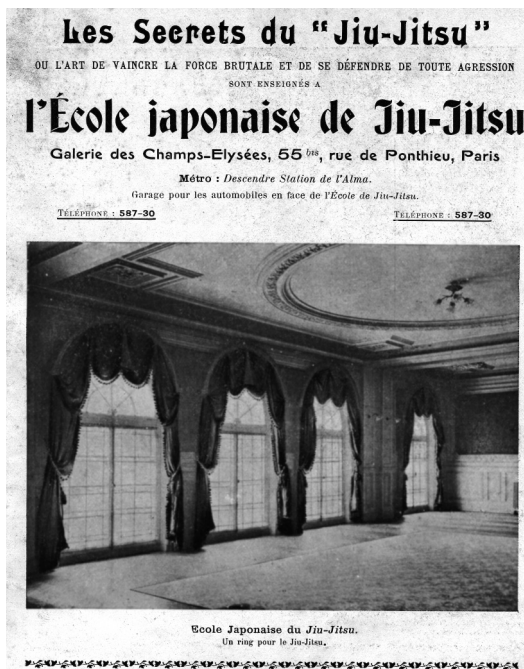 Les Secrets du "Jiu-Jitsu"
OU L'ART DE VAINCRE LA FORCE BRUTALE ET DE SE DÉFENDRE DE TOUTE AGRESSION
SONT ENSEIGNÉS A
l'École japonaise de Jiu-Jitsu
Galerie des Champs-Elysées, 55 bis, rue de Ponthieu, Paris
Métro : Descendre Station de l'Alma.
Garage pour les automobiles en face de l'École de Jiu-Jitsu.
TÉLÉPHONE : 587-30 TÉLÉPHONE : 587-30
Ecole Japonaise du Jiu-Jitsu.
Un ring pour le Jiu-Jitsu.